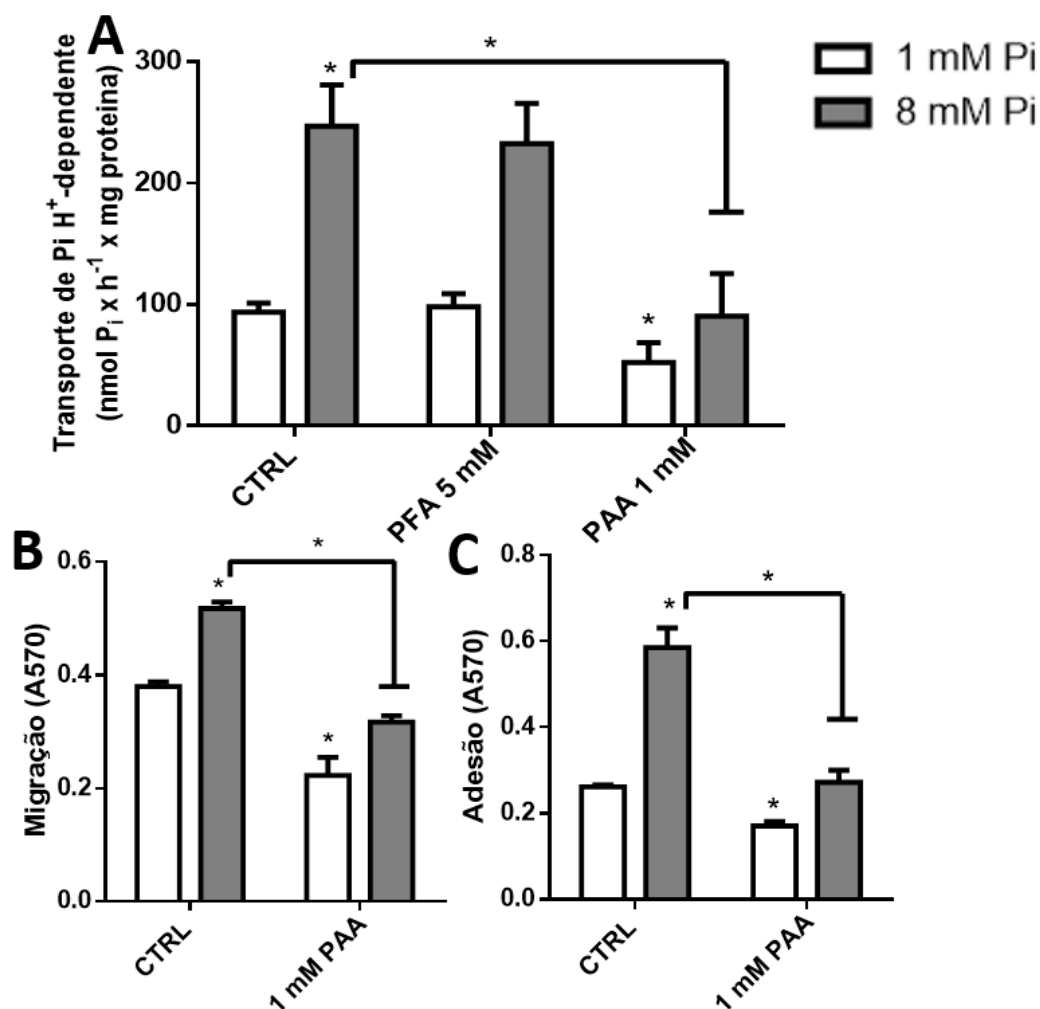 A
Transporte de Pi H⁺-dependente
(nmol Pᵢ x h⁻¹ x mg proteina)
300
200
100
0
*
*
*
1 mM Pi
8 mM Pi
CTRL
PFA 5 mM
PAA 1 mM
B
Migração (A570)
0.6
0.4
0.2
0.0
*
*
*
CTRL
1 mM PAA
C
Adesão (A570)
0.8
0.6
0.4
0.2
0.0
*
*
*
CTRL
1 mM PAA